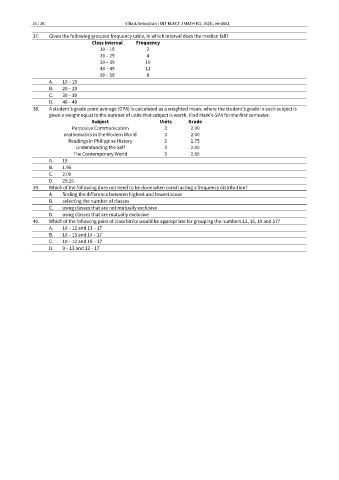 15 / 16 Villa & Sebastian / INT ELECT J MATH ED, 16(3), em0604
37. Given the following grouped frequency table, in which interval does the median fall?
Class Interval Frequency
10 – 19 2
20 – 29 4
30 – 39 10
40 – 49 12
50 – 59 8
A. 10 – 19
B. 20 – 29
C. 30 – 39
D. 40 – 49
38. A student's grade point average (GPA) is calculated as a weighted mean, where the student's grade in each subject is
given a weight equal to the number of units that subject is worth. Find Mark's GPA for the first semester.
Subject Units Grade
Purposive Communication 3 2.00
Mathematics in the Modern World 3 2.00
Readings in Philippine History 3 1.75
Understanding the Self 3 2.00
The Contemporary World 3 2.00
A. 15
B. 1.95
C. 2.00
D. 29.25
39. Which of the following does not need to be done when constructing a frequency distribution?
A. finding the difference between highest and lowest score
B. selecting the number of classes
C. using classes that are not mutually exclusive
D. using classes that are mutually exclusive
40. Which of the following pairs of class limits would be appropriate for grouping the numbers 12, 15, 10 and 17?
A. 10 – 12 and 13 – 17
B. 10 – 13 and 14 – 17
C. 10 – 12 and 15 – 17
D. 9 – 13 and 13 – 17